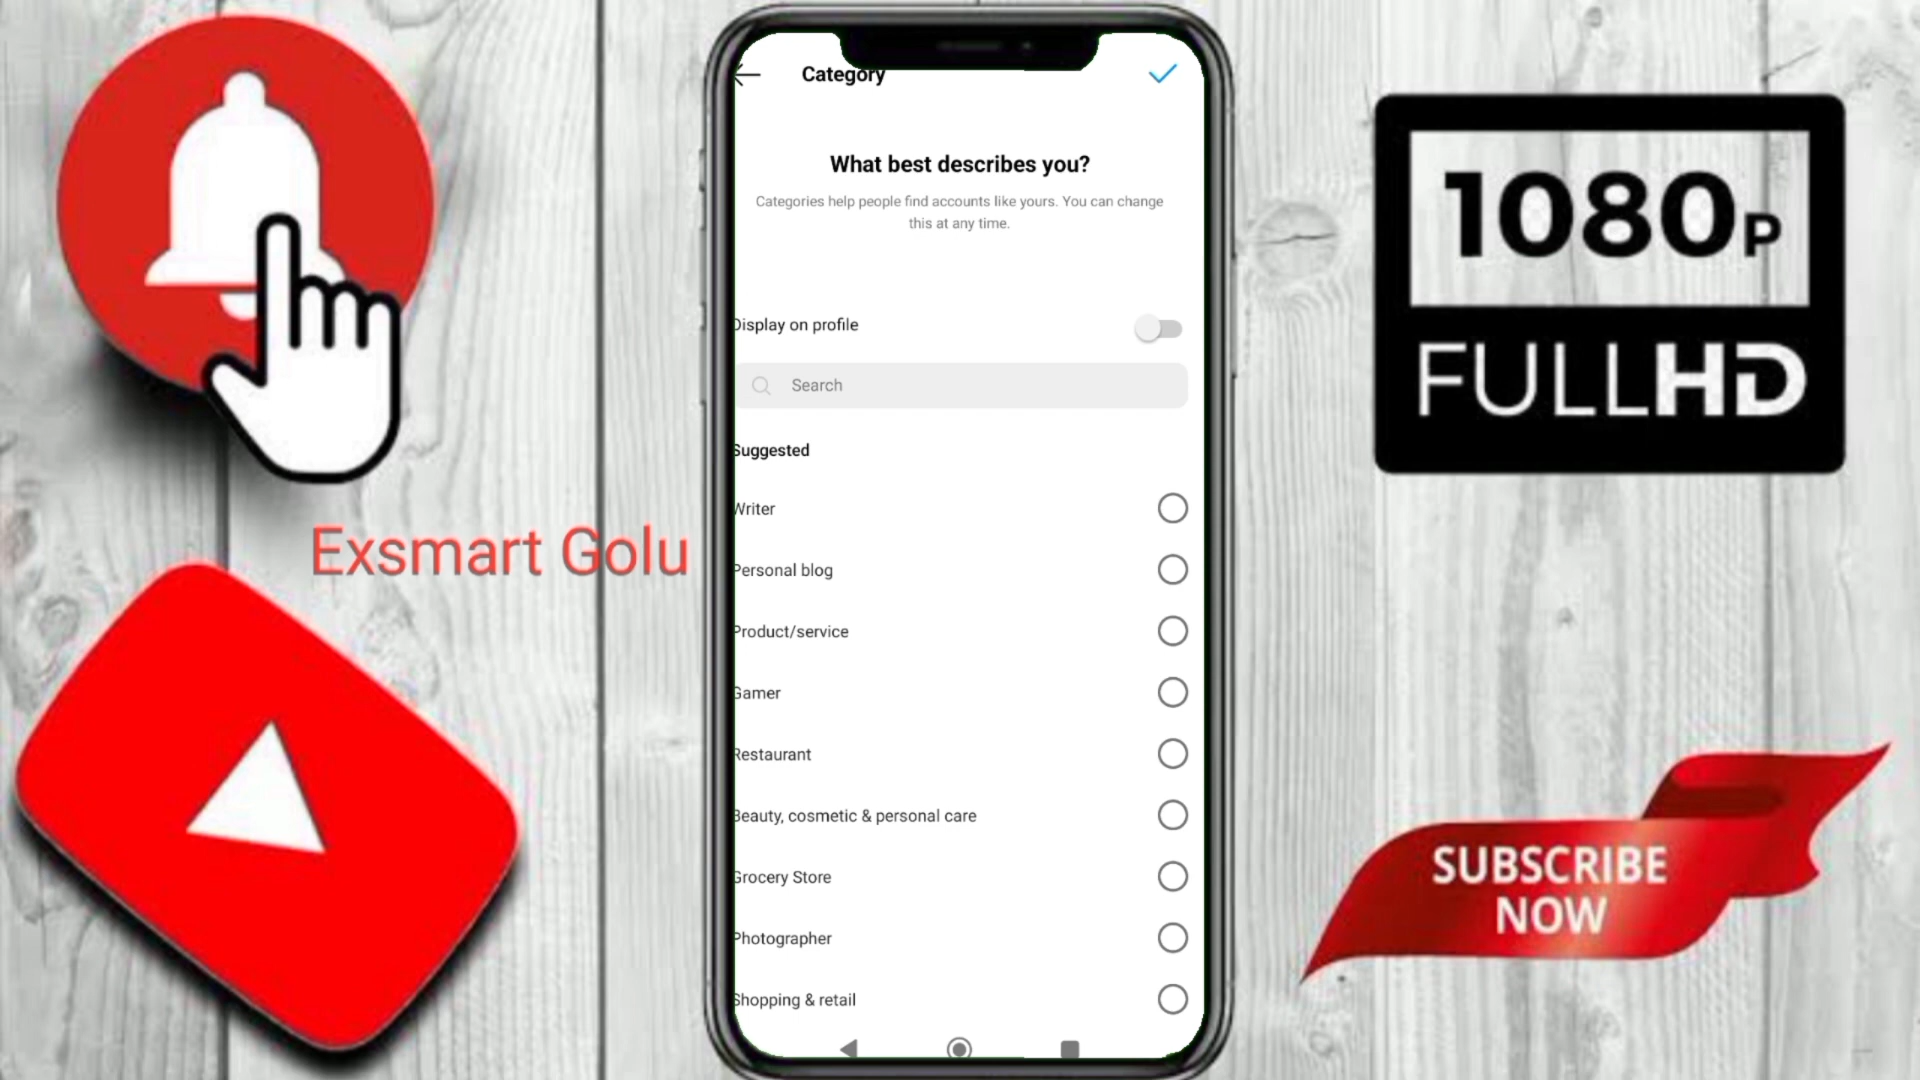 Category
What best describes you?
Categories help people find accounts like yours. You can change
this at any time.
Display on profile
Search
Suggested
Writer
Personal blog
Product/service
Gamer
Restaurant
Beauty, cosmetic & personal care
Grocery Store
Photographer
Shopping & retail
Exsmart Golu
1080P
FULLHD
SUBSCRIBE
NOW